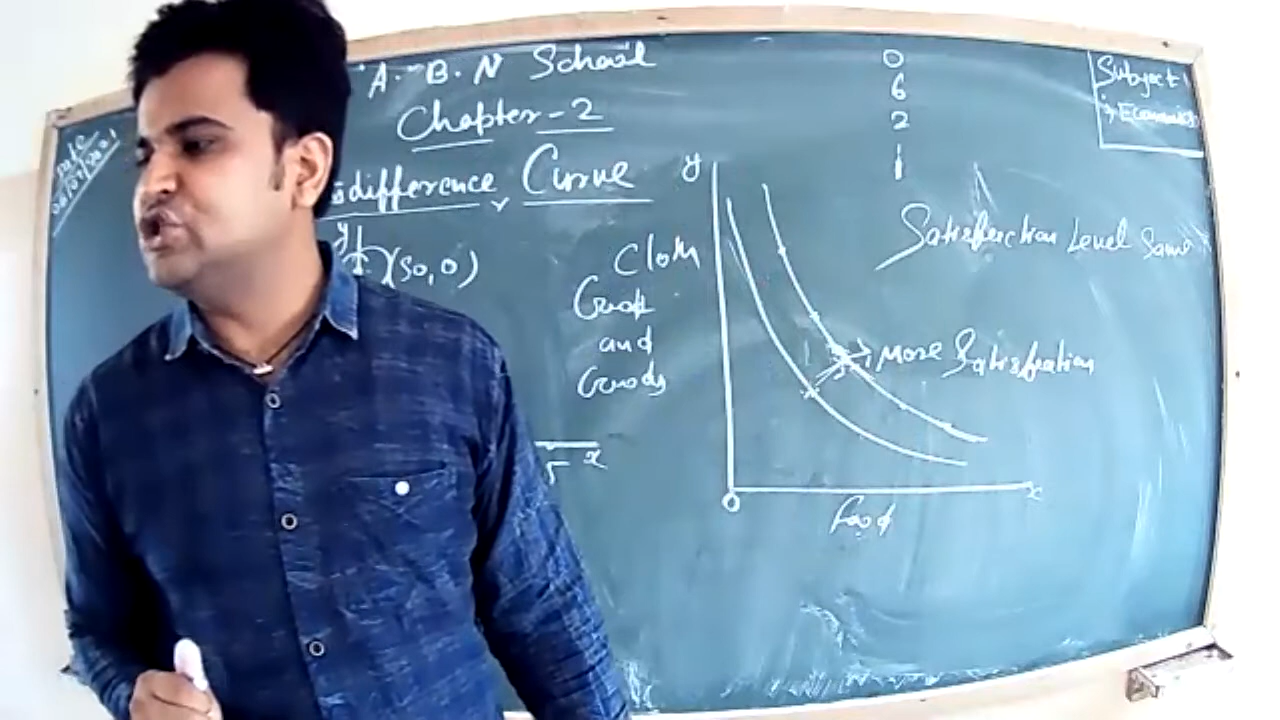 A. B. N School
Chapter-2
difference Curve
y
(50,0)
x
0
6
2
1
Subject
Economics
y
Cloth
and
Goods
Satisfaction Level Same
More Satisfaction
0
x
Food